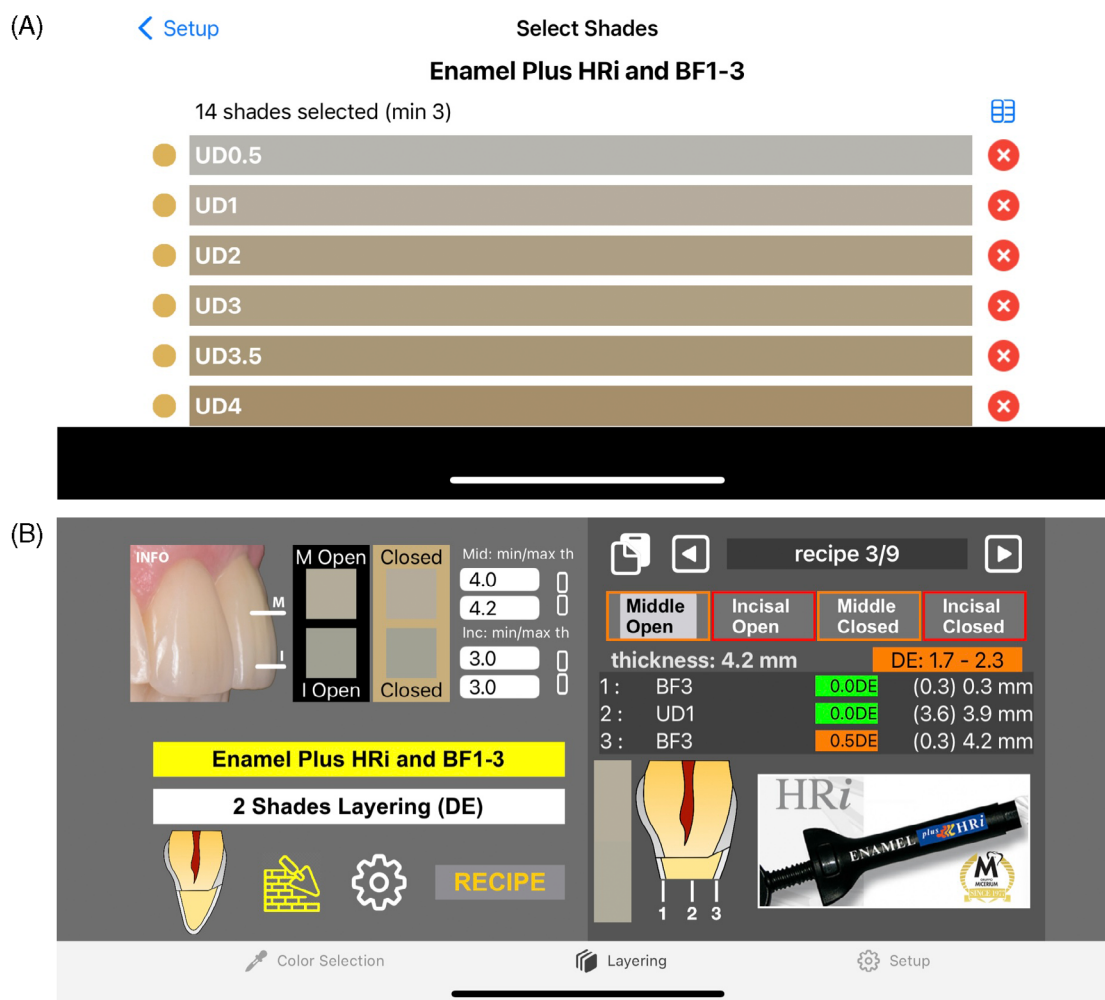 (A)
Setup
Select Shades
Enamel Plus HRi and BF1-3
14 shades selected (min 3)
UD0.5
UD1
UD2
UD3
UD3.5
UD4
(B)
INFO
M
I
M Open
Closed
I Open
Closed
Mid: min/max th
4.0
4.2
Inc: min/max th
3.0
3.0
Enamel Plus HRi and BF1-3
2 Shades Layering (DE)
RECIPE
recipe 3/9
Middle Open
Incisal Open
Middle Closed
Incisal Closed
thickness: 4.2 mm
DE: 1.7 - 2.3
1 : BF3 0.0DE (0.3) 0.3 mm
2 : UD1 0.0DE (3.6) 3.9 mm
3 : BF3 0.5DE (0.3) 4.2 mm
1 2 3
HRi
ENAMEL plus HRi
M
MICERIUM
Color Selection
Layering
Setup